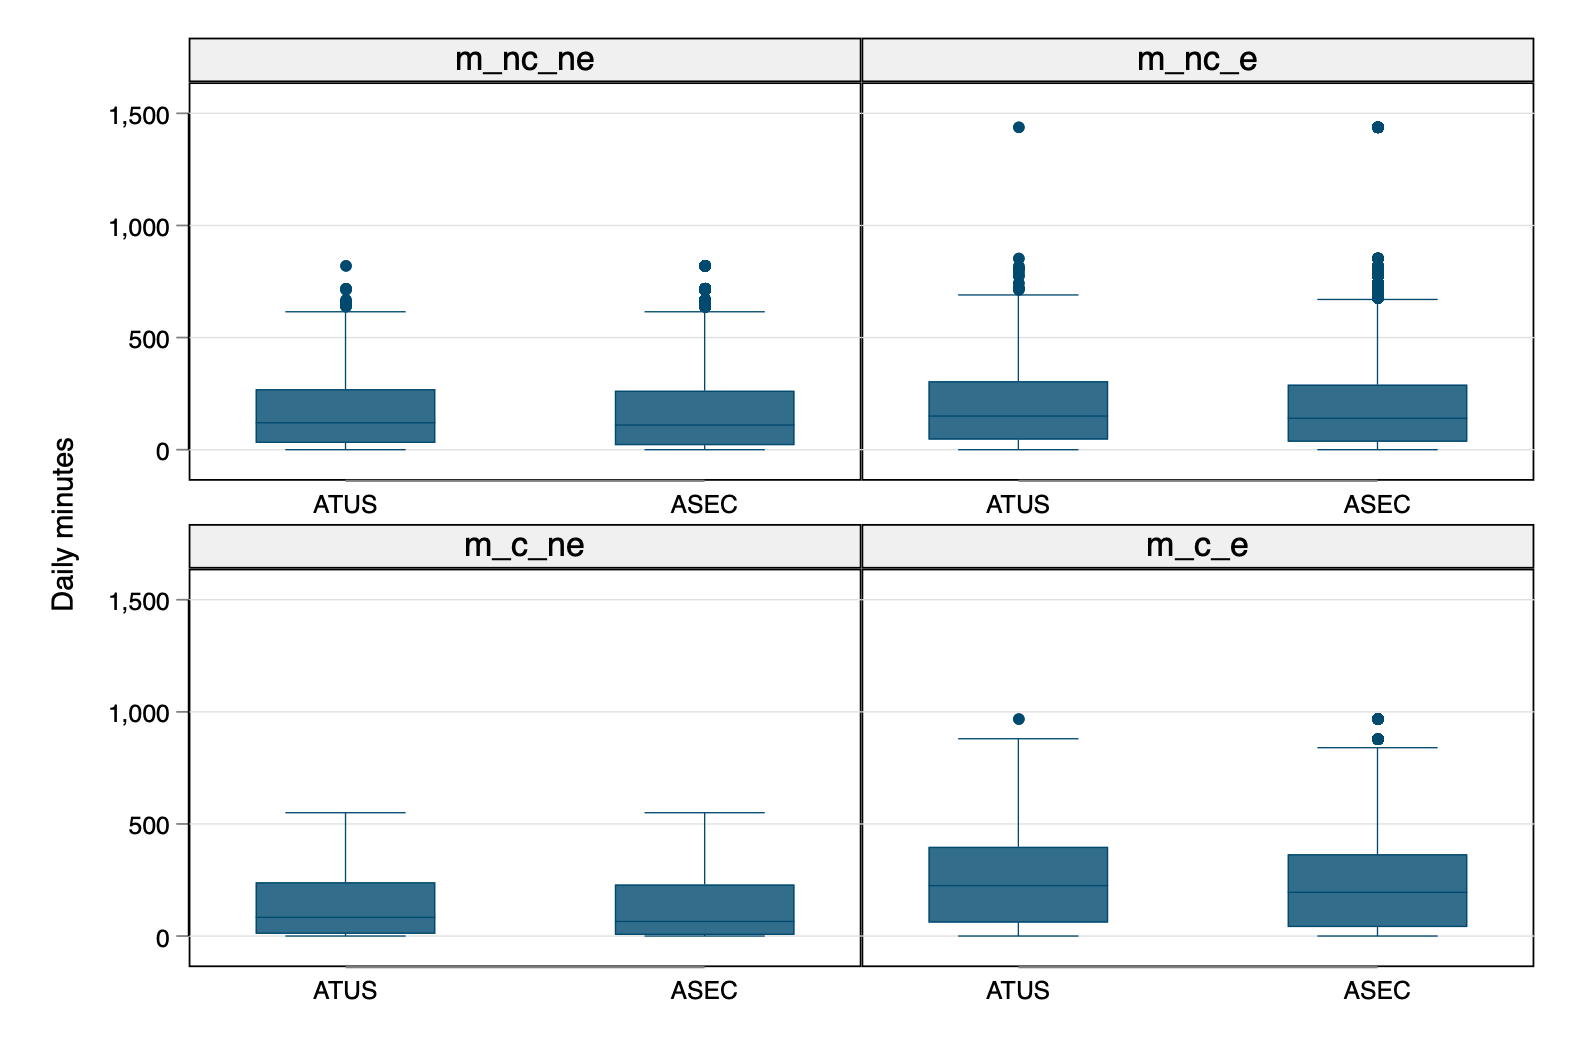 m_nc_ne
m_nc_e
1,500
1,000
500
0
ATUS
ASEC
ATUS
ASEC
Daily minutes
m_c_ne
m_c_e
1,500
1,000
500
0
ATUS
ASEC
ATUS
ASEC